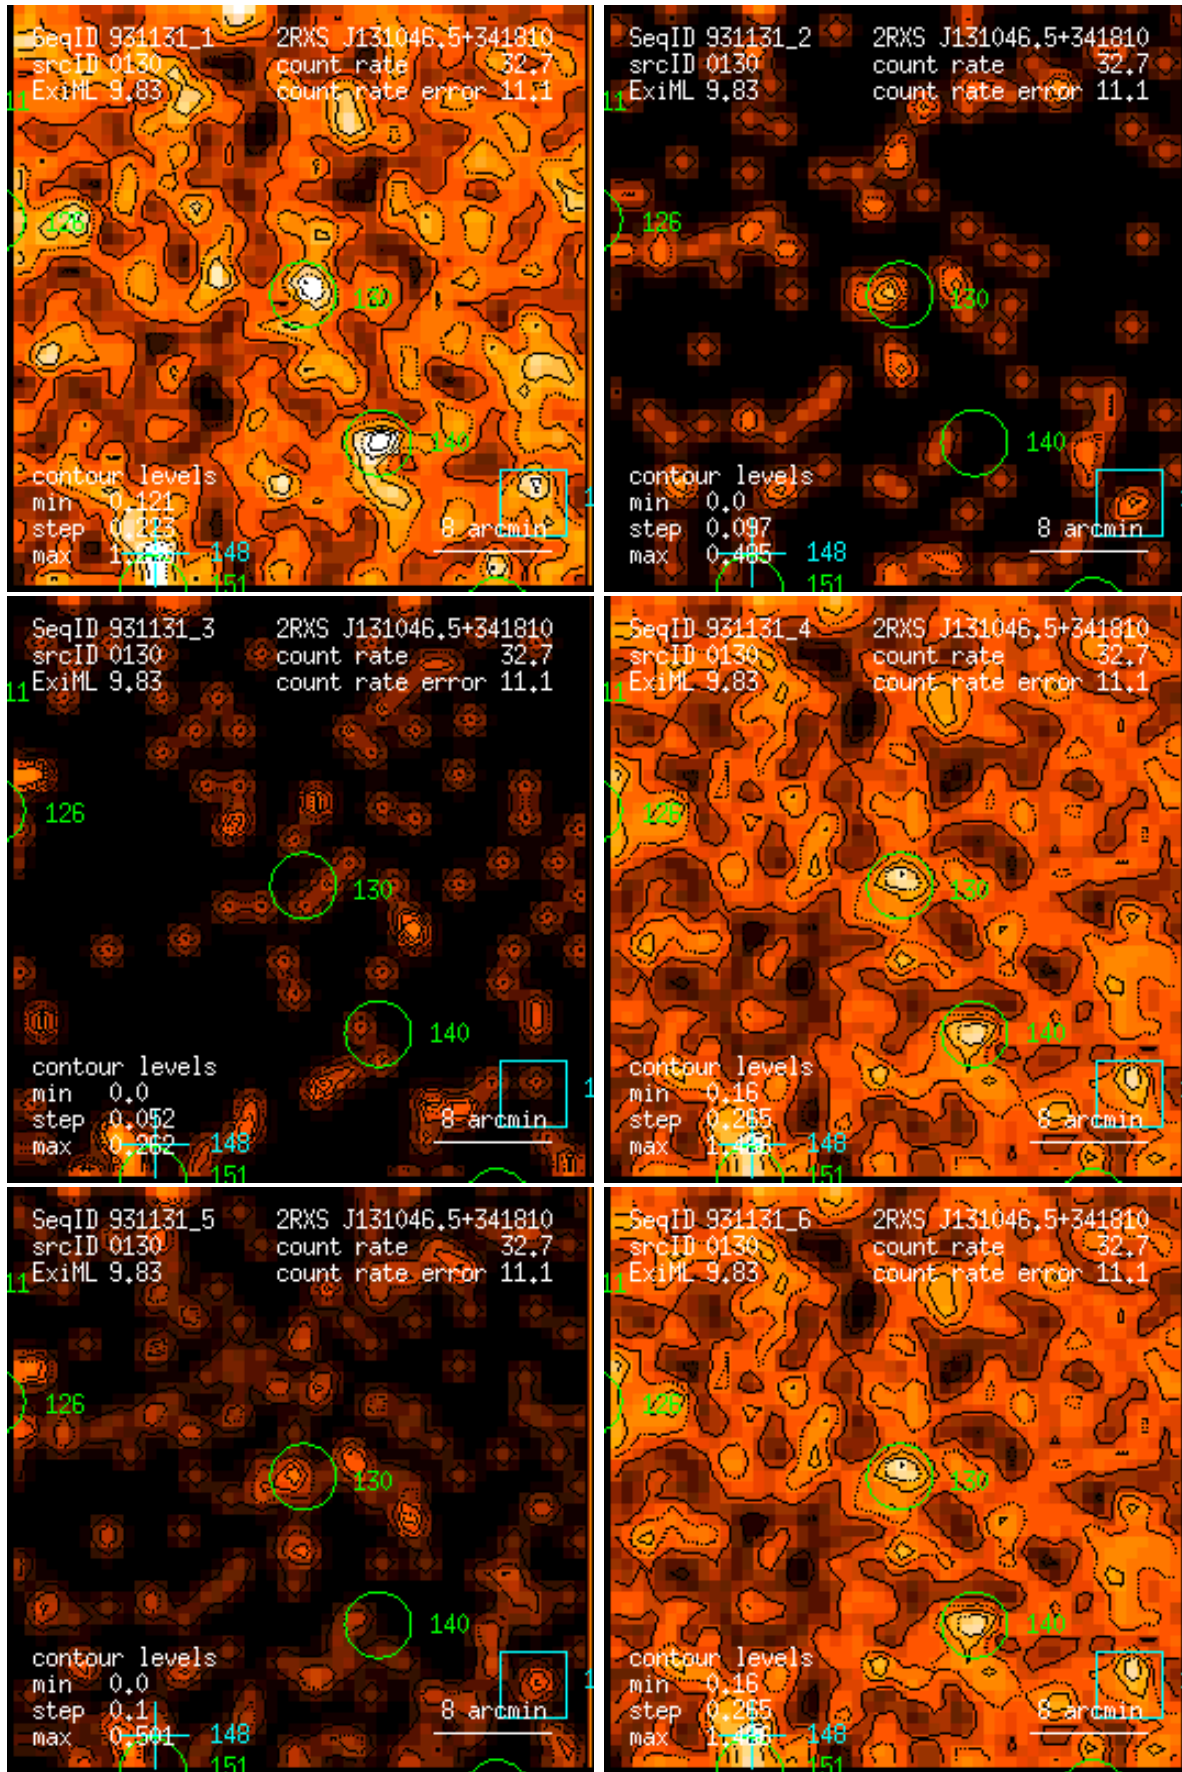 SeqID 931131_1 2RXS J131046.5+341810
srcID 0130 count rate 32.7
ExiML 9.83 count rate error 11.1
11
126
130
140
contour levels
min 0.121
step 0.223
max
8 arcmin
1
148
151
SeqID 931131_2 2RXS J131046.5+341810
srcID 0130 count rate 32.7
ExiML 9.83 count rate error 11.1
11
126
130
140
contour levels
min 0.0
step 0.097
max 0.485
8 arcmin
148
151
SeqID 931131_3 2RXS J131046.5+341810
srcID 0130 count rate 32.7
ExiML 9.83 count rate error 11.1
11
126
130
140
contour levels
min 0.0
step 0.052
max 0.262
8 arcmin
1
148
151
SeqID 931131_4 2RXS J131046.5+341810
srcID 0130 count rate 32.7
ExiML 9.83 count rate error 11.1
11
126
130
140
contour levels
min 0.16
step 0.265
max
8 arcmin
148
151
SeqID 931131_5 2RXS J131046.5+341810
srcID 0130 count rate 32.7
ExiML 9.83 count rate error 11.1
11
126
130
140
contour levels
min 0.0
step 0.1
max 0.501
8 arcmin
1
148
151
SeqID 931131_6 2RXS J131046.5+341810
srcID 0130 count rate 32.7
ExiML 9.83 count rate error 11.1
11
126
130
140
contour levels
min 0.16
step 0.265
max
8 arcmin
148
151